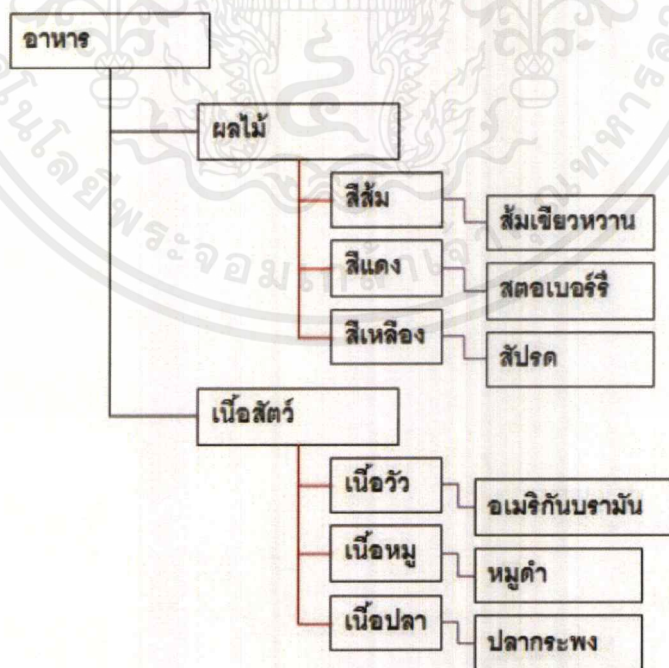 อาหาร
ผลไม้
สีส้ม
ส้มเขียวหวาน
สีแดง
สตอเบอร์รี่
สีเหลือง
สัปรด
เนื้อสัตว์
เนื้อวัว
อเมริกันบรามัน
เนื้อหมู
หมูดำ
เนื้อปลา
ปลากระพง